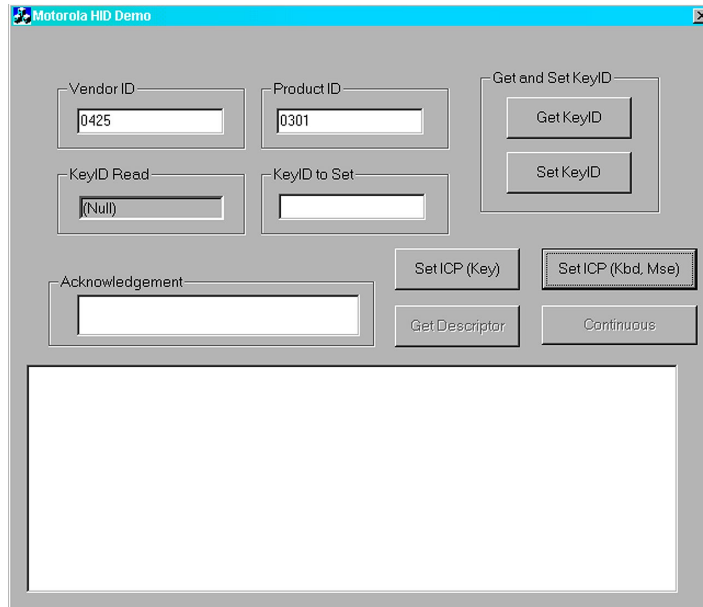 Motorola HID Demo
Vendor ID
0425
Product ID
0301
Get and Set KeyID
Get KeyID
Set KeyID
KeyID Read
(Null)
KeyID to Set
Acknowledgement
Set ICP (Key)
Set ICP (Kbd, Mse)
Get Descriptor
Continuous